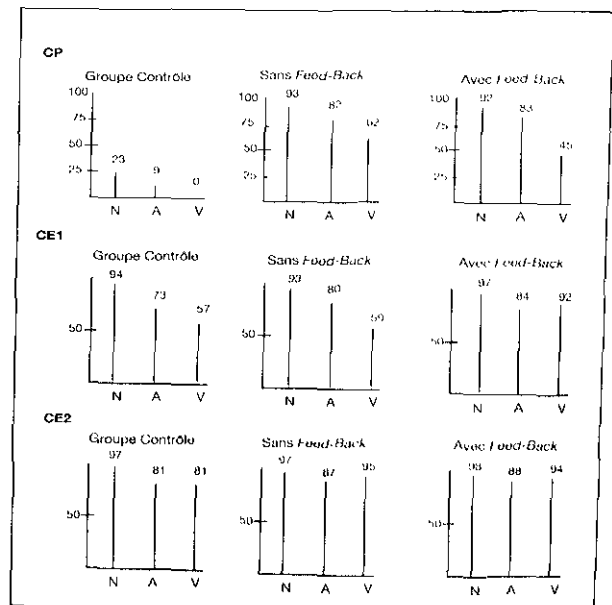 CP
Groupe Contrôle
Sans Feed-Back
Avec Feed-Back
100
75
50
25
23
9
0
N A V
100
75
50
25
93
82
62
N A V
100
75
50
25
92
83
45
N A V
CE1
Groupe Contrôle
Sans Feed-Back
Avec Feed-Back
50
94
73
57
N A V
50
93
80
59
N A V
50
97
84
92
N A V
CE2
Groupe Contrôle
Sans Feed-Back
Avec Feed-Back
50
97
81
81
N A V
50
97
87
95
N A V
50
98
88
94
N A V